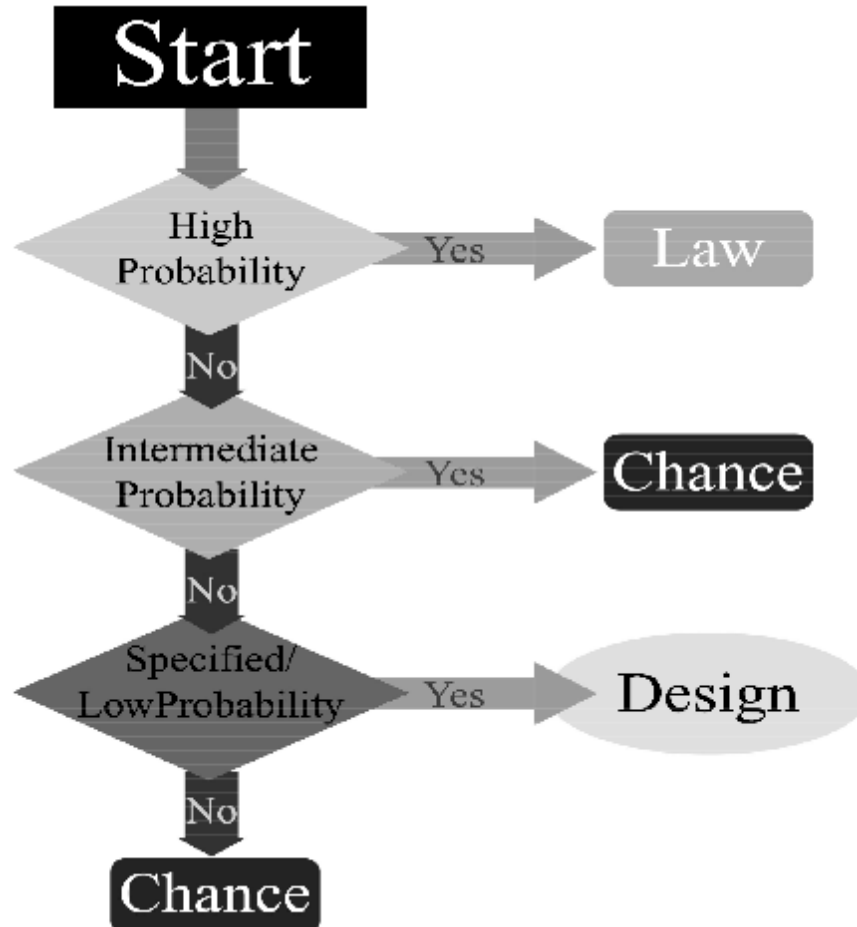 Start
High
Probability
Yes
Law
No
Intermediate
Probability
Yes
Chance
No
Specified/
LowProbability
Yes
Design
No
Chance